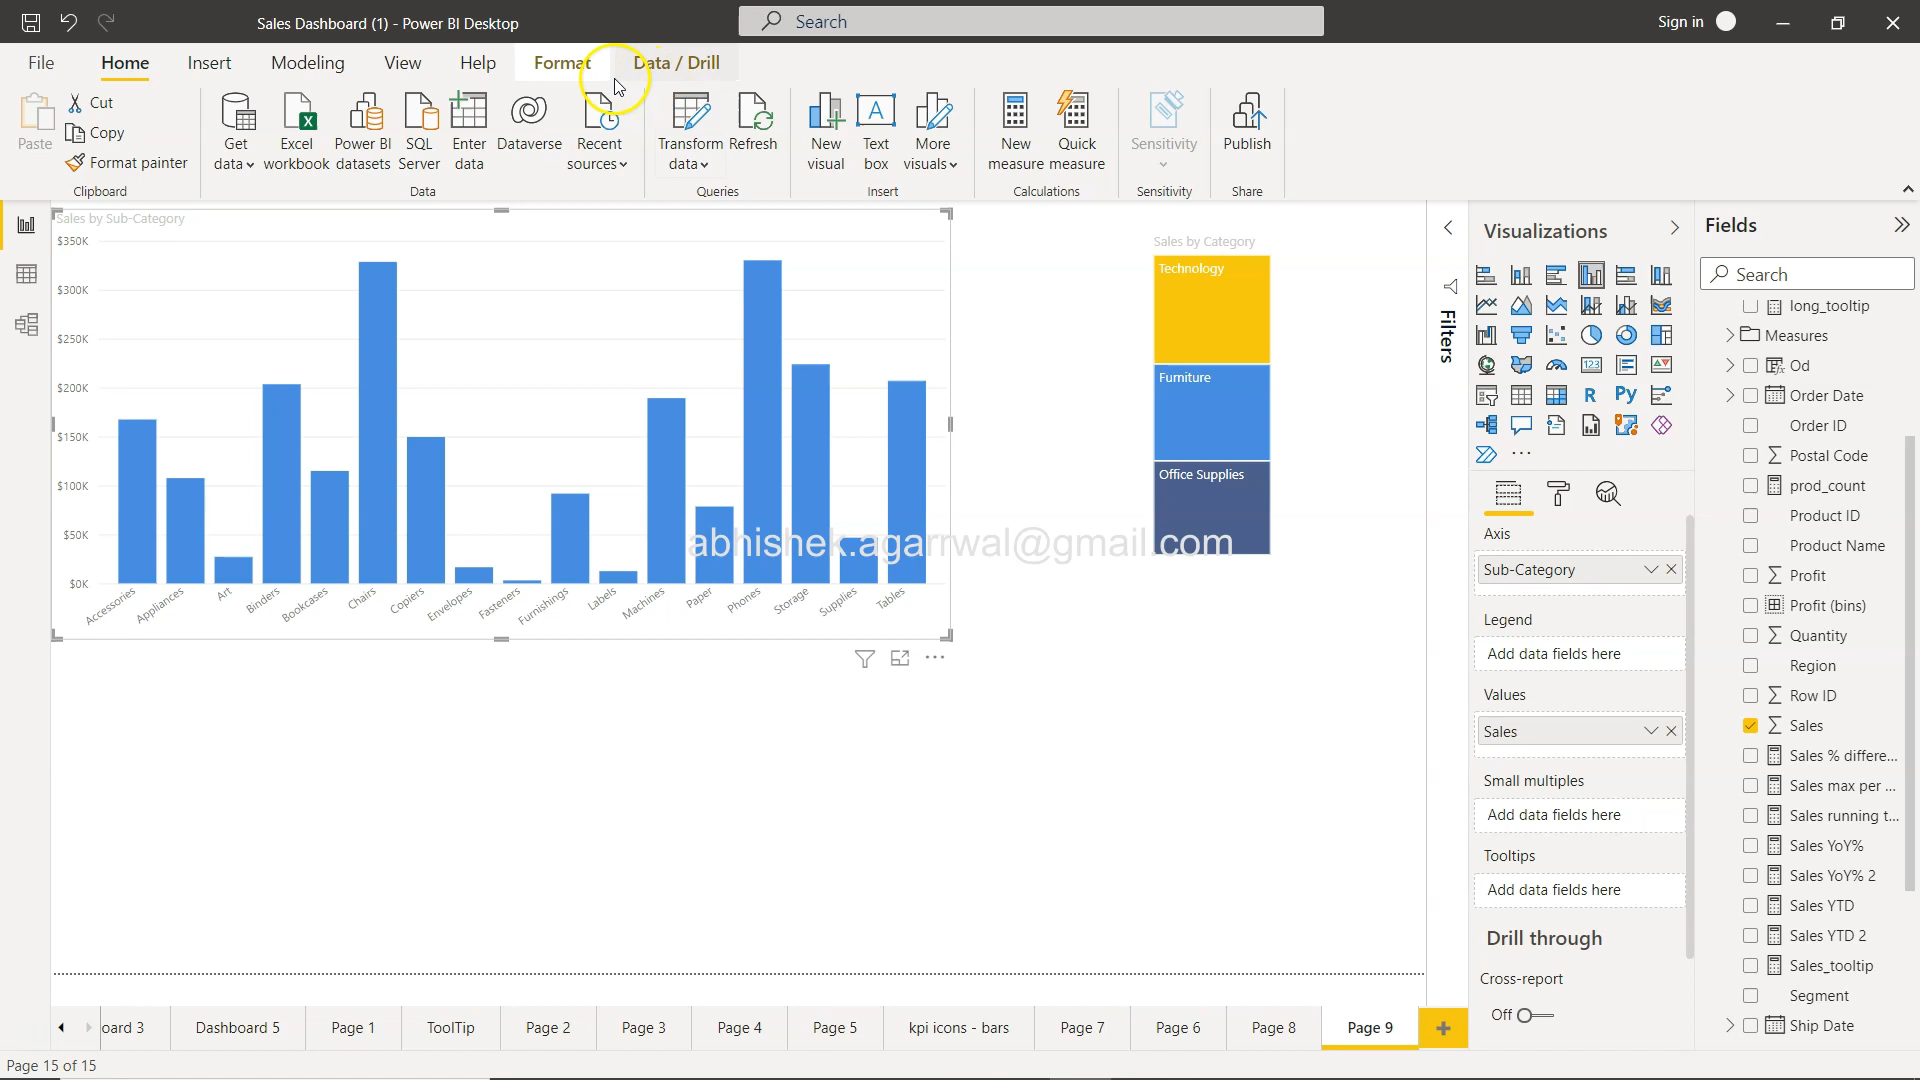 Sales Dashboard (1) - Power BI Desktop
Search
Sign in
File
Home
Insert
Modeling
View
Help
Format
Data / Drill
Paste
Cut
Copy
Format painter
Clipboard
Get data
Excel workbook
Power BI datasets
SQL Server
Enter data
Dataverse
Recent sources
Data
Transform data
Refresh
Queries
New visual
Text box
More visuals
Insert
New measure
Quick measure
Calculations
Sensitivity
Sensitivity
Publish
Share
Sales by Sub-Category
$350K
$300K
$250K
$200K
$150K
$100K
$50K
$0K
Accessories
Appliances
Art
Binders
Bookcases
Chairs
Copiers
Envelopes
Fasteners
Furnishings
Labels
Machines
Paper
Phones
Storage
Supplies
Tables
Sales by Category
Technology
Furniture
Office Supplies
abhishek.agarrwal@gmail.com
Filters
Visualizations
123
R
Py
Axis
Sub-Category
Legend
Add data fields here
Values
Sales
Small multiples
Add data fields here
Tooltips
Add data fields here
Drill through
Cross-report
Off
Fields
Search
long_tooltip
Measures
Od
Order Date
Order ID
Postal Code
prod_count
Product ID
Product Name
Profit
Profit (bins)
Quantity
Region
Row ID
Sales
Sales % differe...
Sales max per ...
Sales running t...
Sales YoY%
Sales YoY% 2
Sales YTD
Sales YTD 2
Sales_tooltip
Segment
Ship Date
oard 3
Dashboard 5
Page 1
ToolTip
Page 2
Page 3
Page 4
Page 5
kpi icons - bars
Page 7
Page 6
Page 8
Page 9
Page 15 of 15